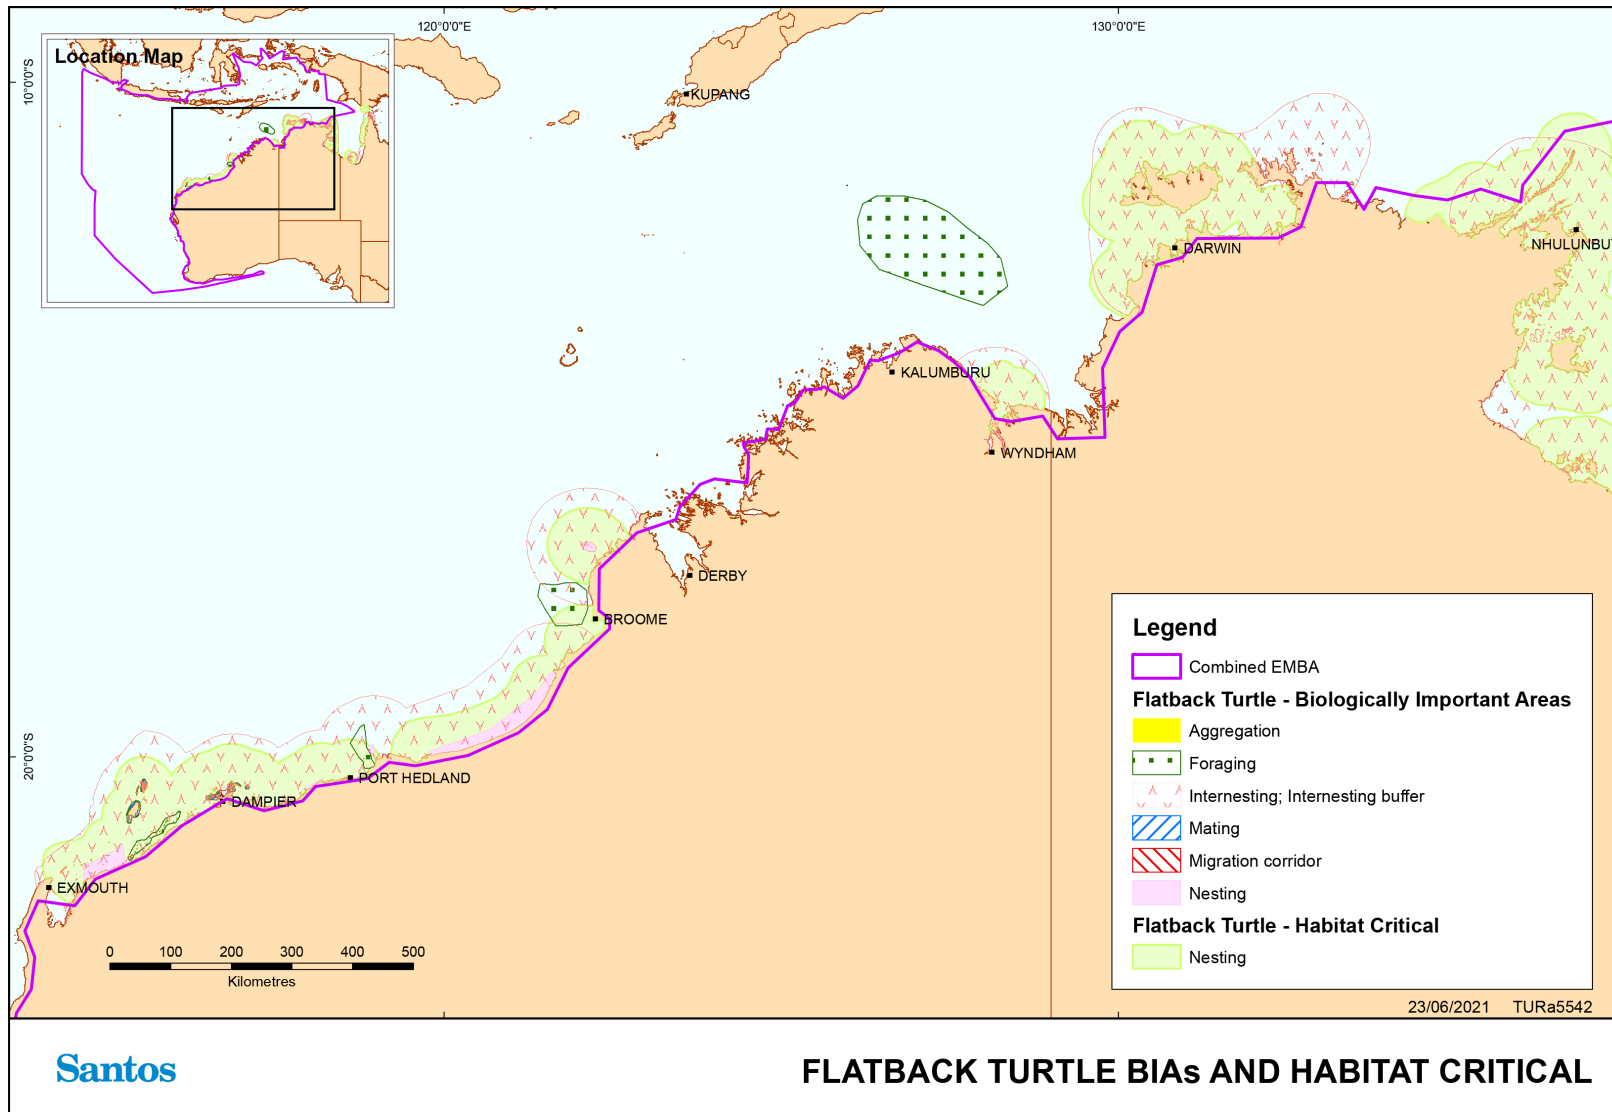 120°0'0"E
130°0'0"E
10°0'0"S
20°0'0"S
Location Map
KUPANG
DARWIN
KALUMBURU
WYNDHAM
DERBY
BROOME
PORT HEDLAND
DAMPIER
EXMOUTH
0 100 200 300 400 500
Kilometres
Legend
Combined EMBA
Flatback Turtle - Biologically Important Areas
Aggregation
Foraging
Internesting; Internesting buffer
Mating
Migration corridor
Nesting
Flatback Turtle - Habitat Critical
Nesting
23/06/2021 TURa5542
Santos
FLATBACK TURTLE BIAs AND HABITAT CRITICAL